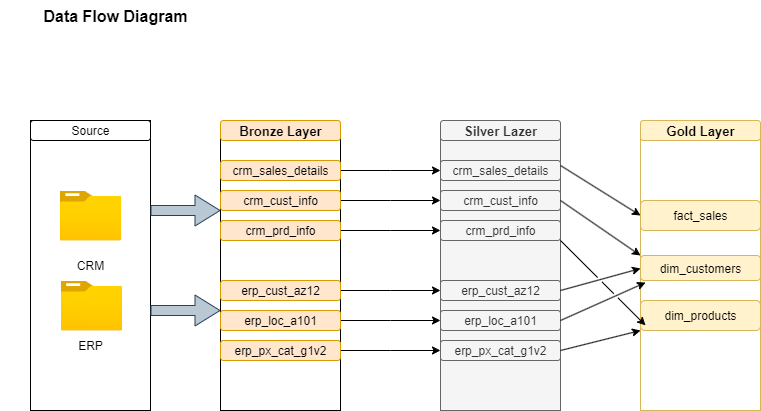 Data Flow Diagram
Source
CRM
ERP
Bronze Layer
crm_sales_details
crm_cust_info
crm_prd_info
erp_cust_az12
erp_loc_a101
erp_px_cat_g1v2
Silver Lazer
crm_sales_details
crm_cust_info
crm_prd_info
erp_cust_az12
erp_loc_a101
erp_px_cat_g1v2
Gold Layer
fact_sales
dim_customers
dim_products